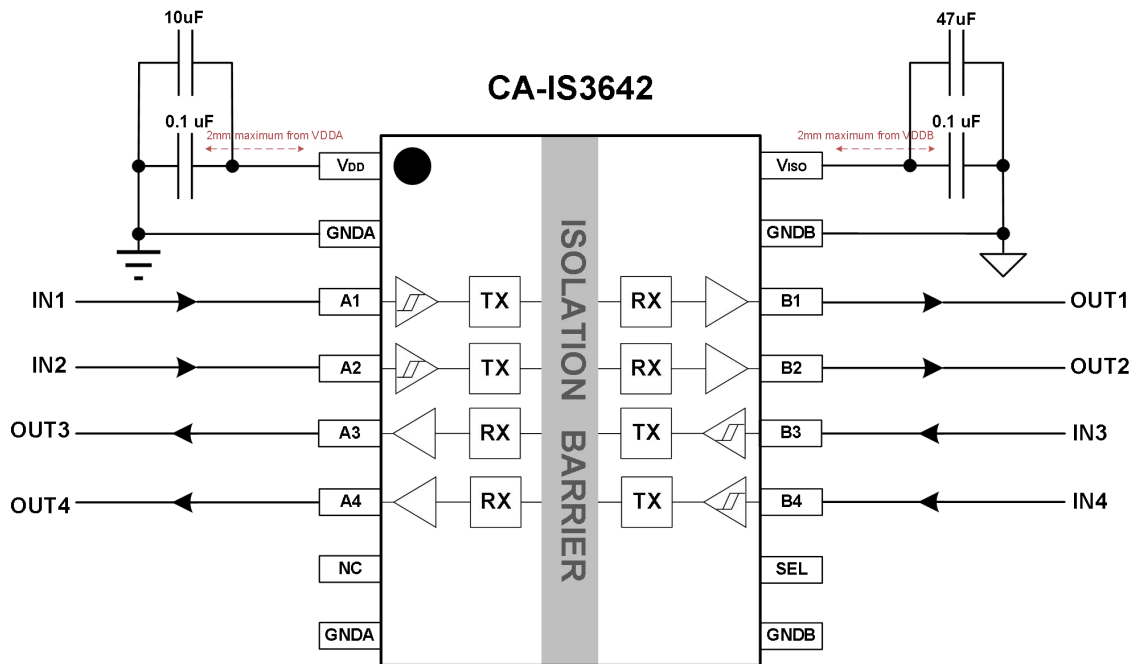 10uF
47uF
CA-IS3642
0.1 uF
0.1 uF
2mm maximum from VDDA
2mm maximum from VDDB
VDD
VISO
GNDA
GNDB
ISOLATION BARRIER
IN1
A1
TX
RX
B1
OUT1
IN2
A2
TX
RX
B2
OUT2
OUT3
A3
RX
TX
B3
IN3
OUT4
A4
RX
TX
B4
IN4
NC
SEL
GNDA
GNDB